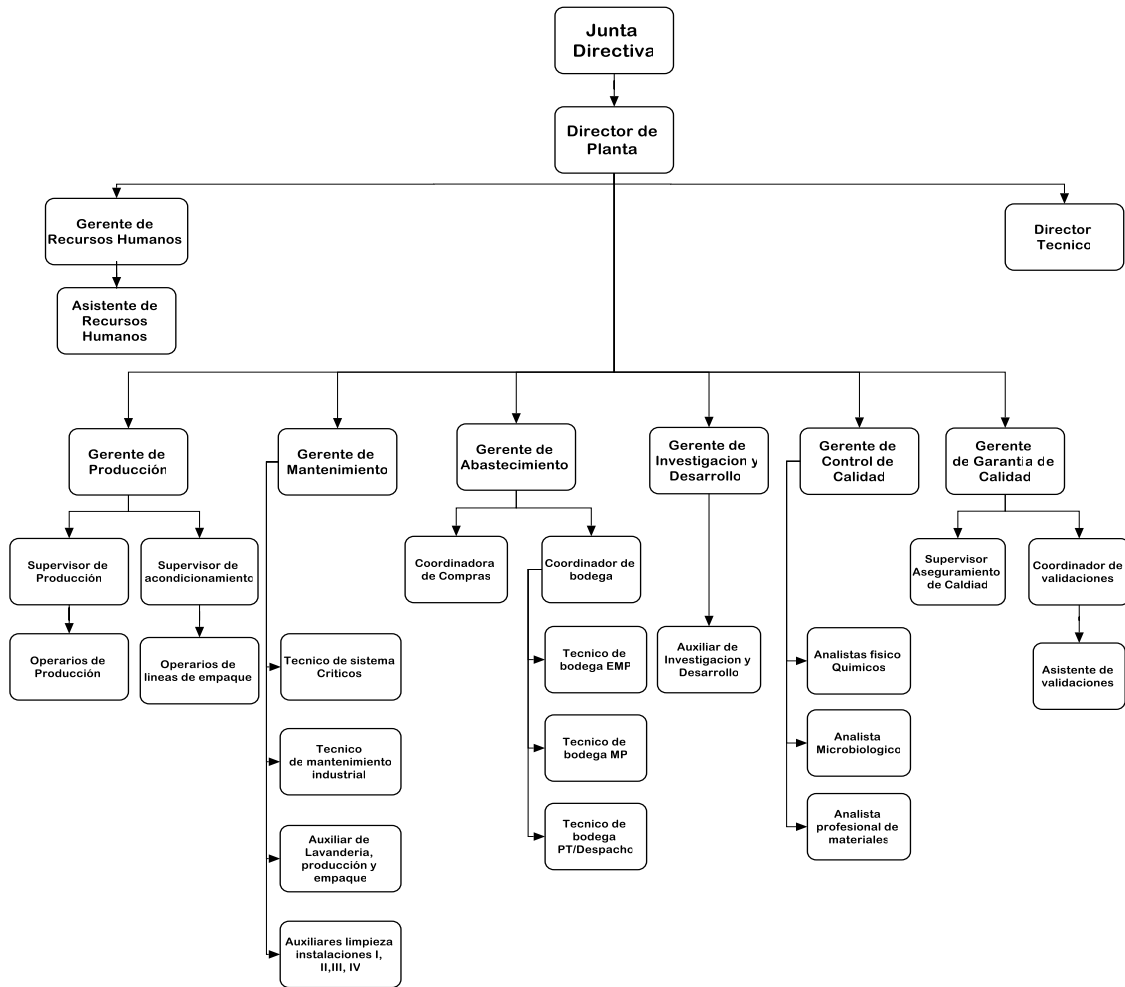 Junta
Directiva
Director de
Planta
Gerente de
Recursos Humanos
Director
Tecnico
Asistente de
Recursos
Humanos
Gerente de
Producción
Gerente de
Mantenimiento
Gerente de
Abastecimiento
Gerente de
Investigacion y
Desarrollo
Gerente de
Control de
Calidad
Gerente
de Garantia de
Calidad
Supervisor de
Producción
Supervisor de
acondicionamiento
Coordinadora
de Compras
Coordinador de
bodega
Supervisor
Aseguramiento
de Caldiad
Coordinador de
validaciones
Operarios de
Producción
Operarios de
lineas de empaque
Tecnico de sistema
Criticos
Tecnico de
bodega EMP
Auxiliar de
Investigacion y
Desarrollo
Analistas fisico
Quimicos
Asistente de
validaciones
Tecnico
de mantenimiento
industrial
Tecnico de
bodega MP
Analista
Microbiologico
Auxiliar de
Lavanderia,
producción y
empaque
Tecnico de
bodega
PT/Despacho
Analista
profesional de
materiales
Auxiliares limpieza
instalaciones I,
II,III, IV